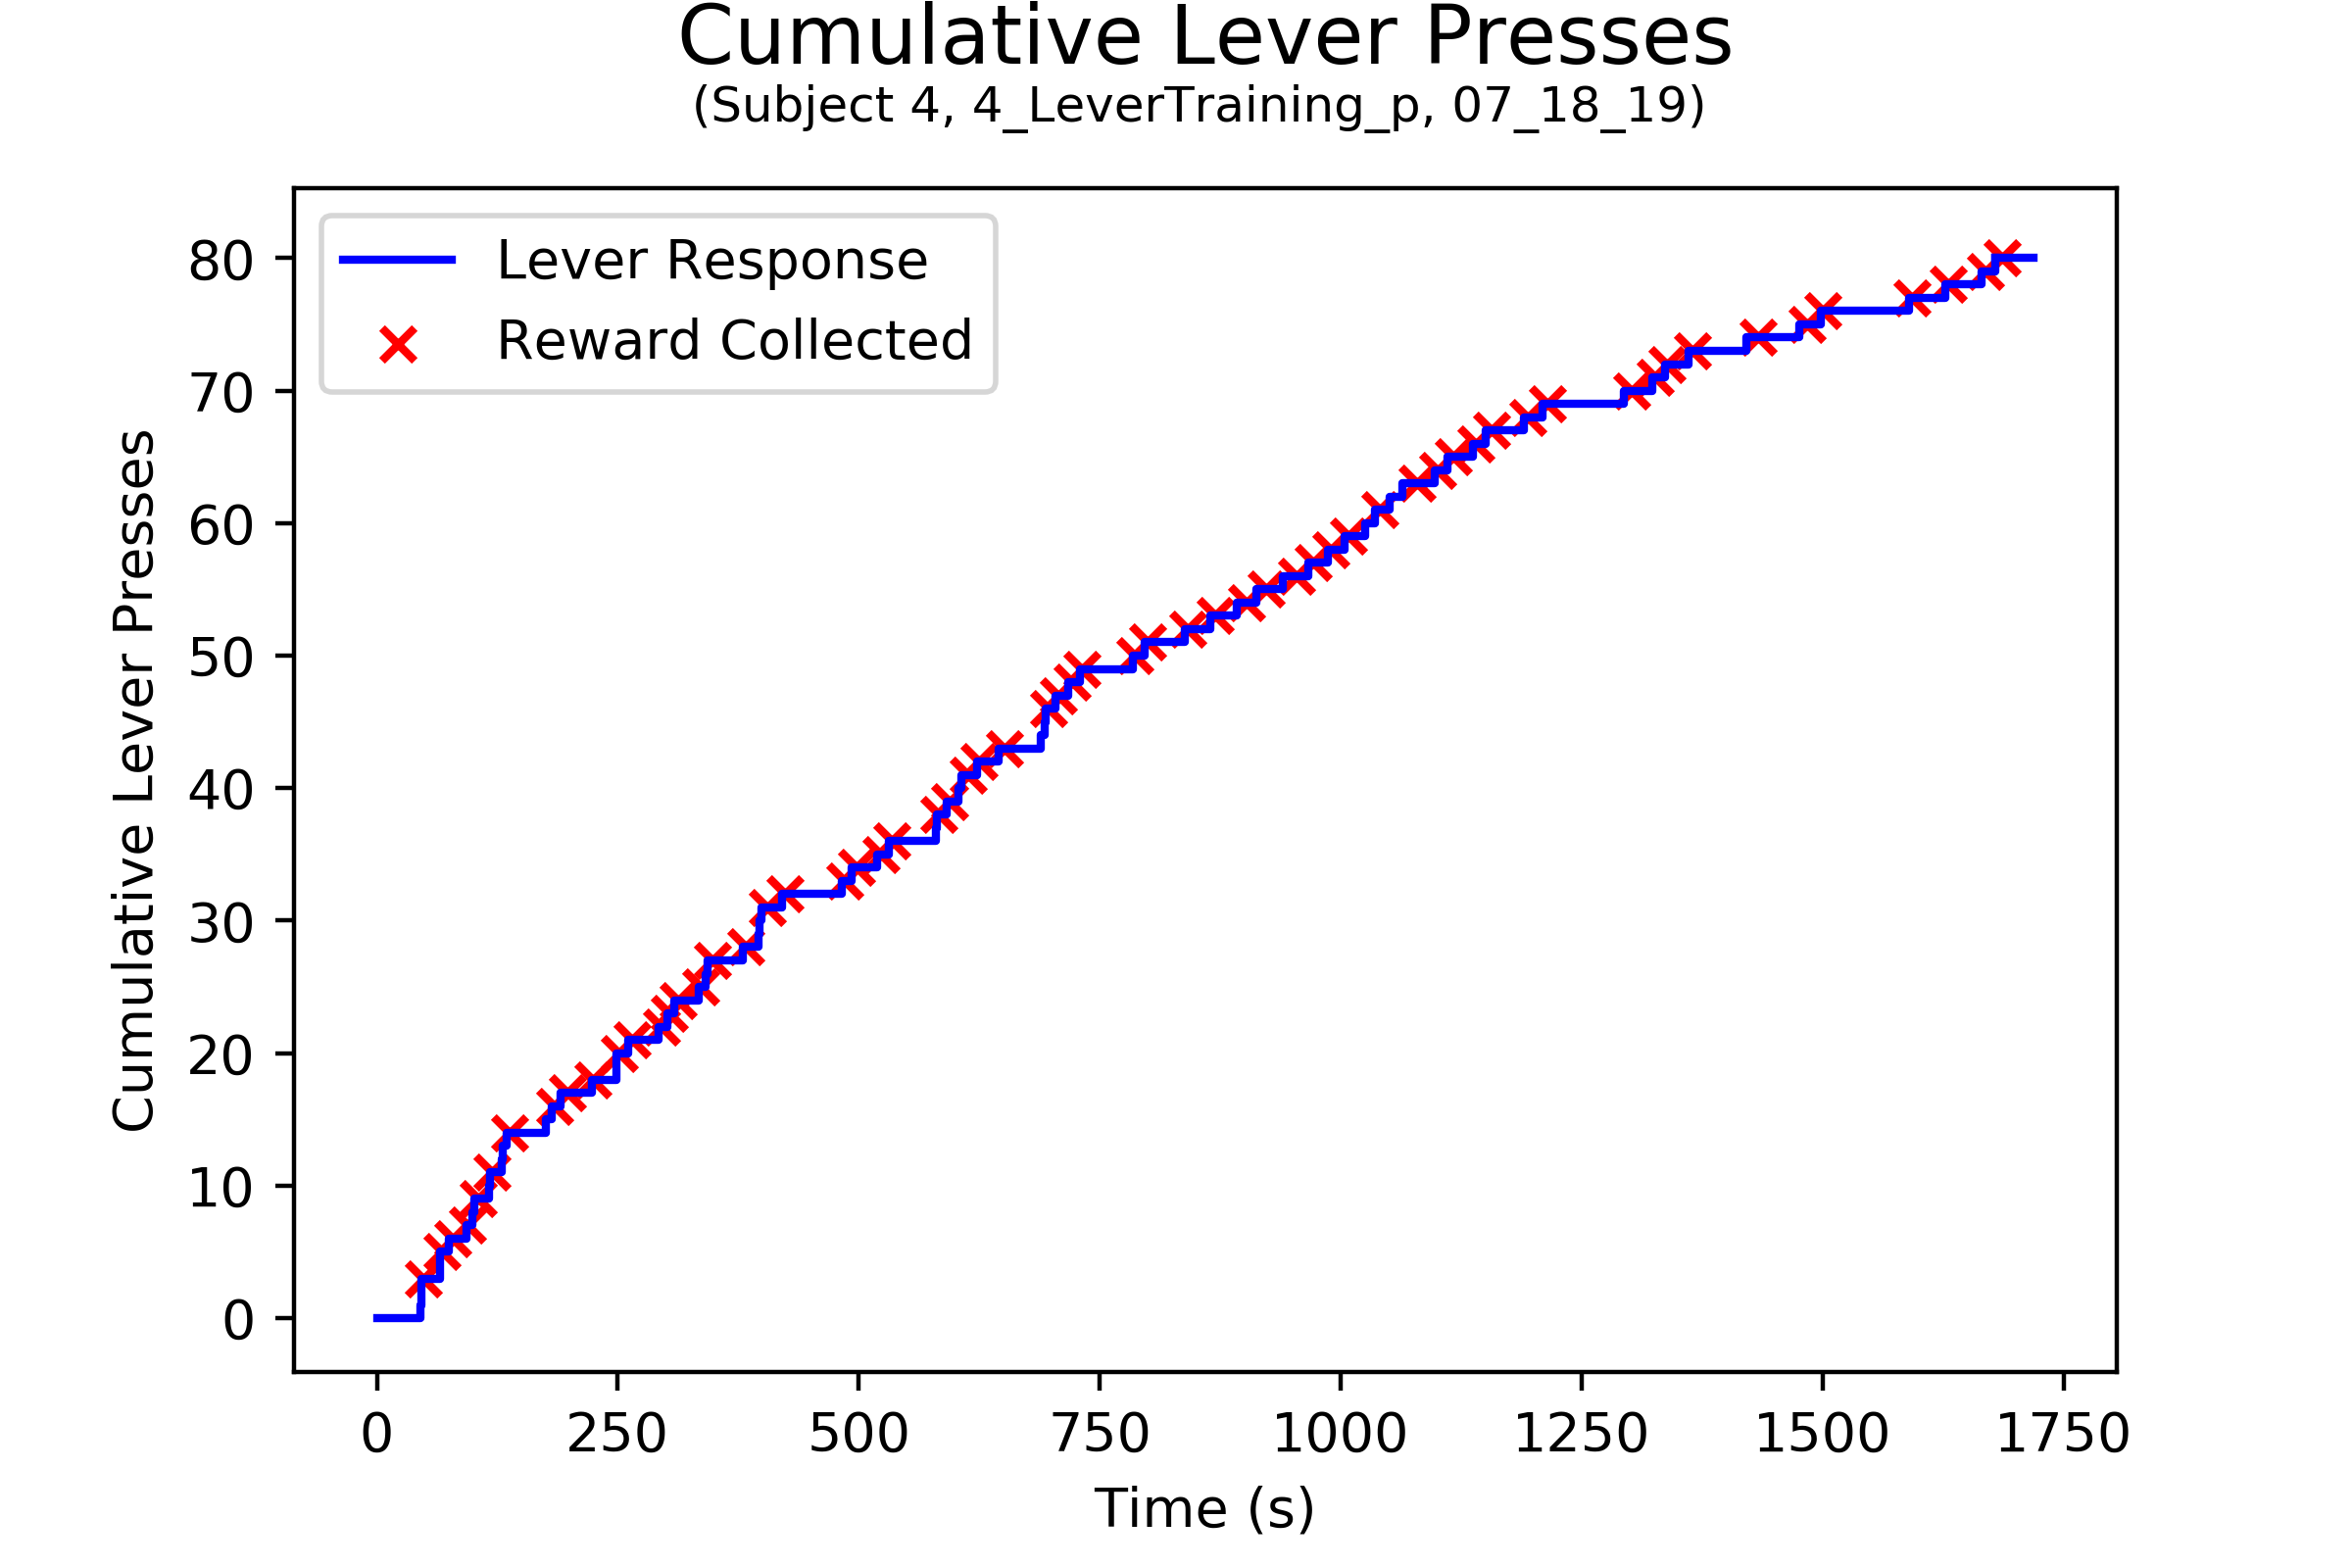 Cumulative Lever Presses
(Subject 4, 4_LeverTraining_p, 07_18_19)
Lever Response
Reward Collected
Cumulative Lever Presses
80
70
60
50
40
30
20
10
0
0 250 500 750 1000 1250 1500 1750
Time (s)